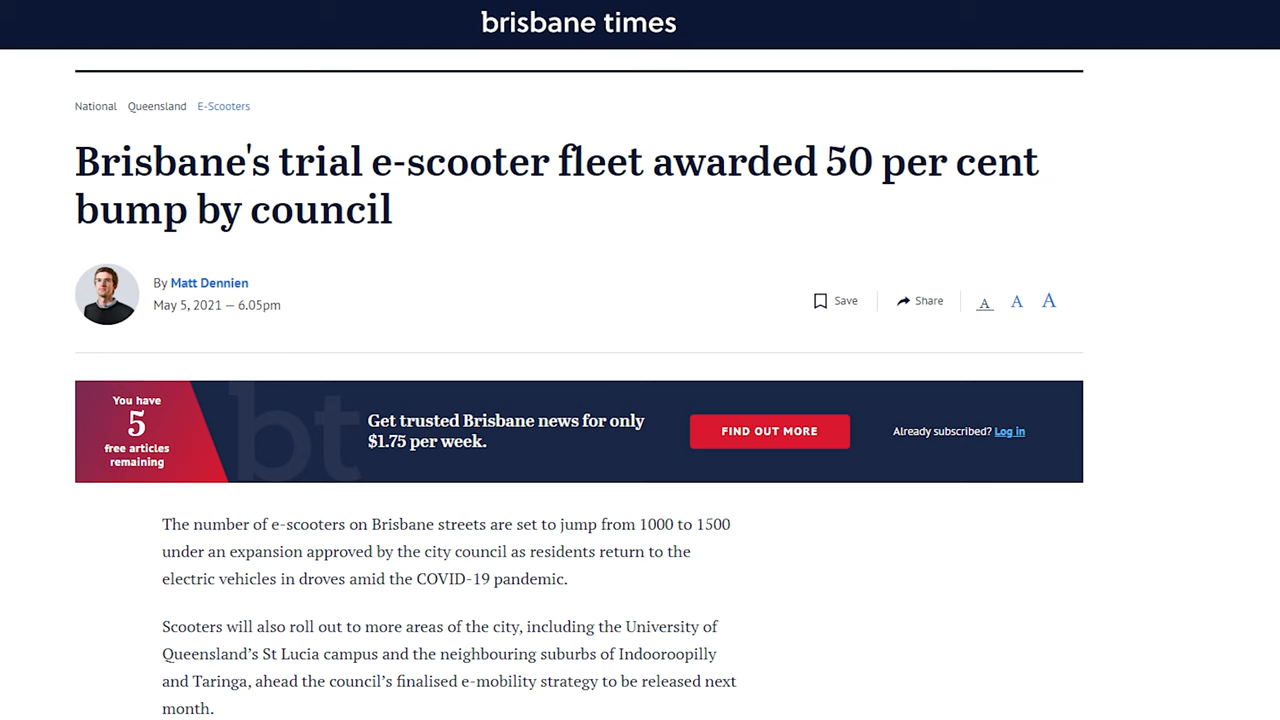 brisbane times
National Queensland E-Scooters
Brisbane's trial e-scooter fleet awarded 50 per cent
bump by council
By Matt Dennien
May 5, 2021 — 6.05pm
Save Share A A A
You have
5
free articles
remaining
bt
Get trusted Brisbane news for only
$1.75 per week.
FIND OUT MORE
Already subscribed? Log in
The number of e-scooters on Brisbane streets are set to jump from 1000 to 1500
under an expansion approved by the city council as residents return to the
electric vehicles in droves amid the COVID-19 pandemic.
Scooters will also roll out to more areas of the city, including the University of
Queensland’s St Lucia campus and the neighbouring suburbs of Indooroopilly
and Taringa, ahead the council’s finalised e-mobility strategy to be released next
month.